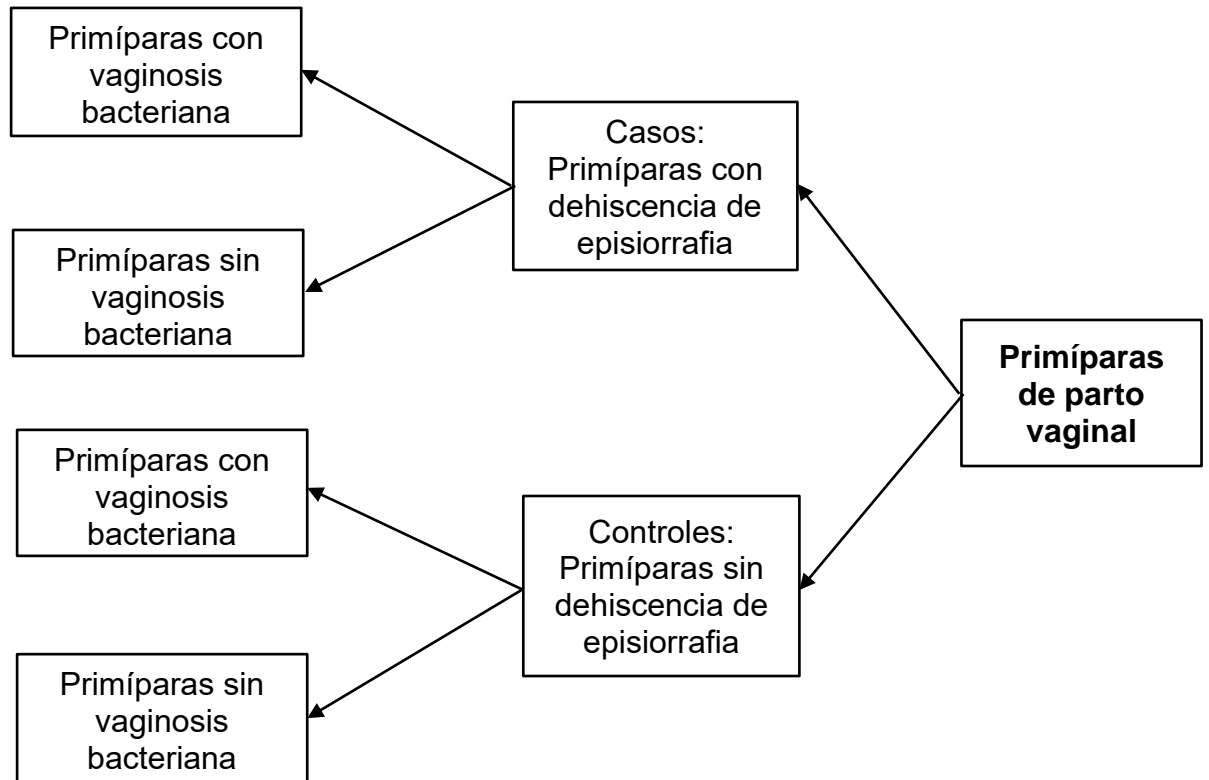 Primíparas con
vaginosis
bacteriana
Casos:
Primíparas con
dehiscencia de
episiorrafia
Primíparas sin
vaginosis
bacteriana
Primíparas
de parto
vaginal
Primíparas con
vaginosis
bacteriana
Controles:
Primíparas sin
dehiscencia de
episiorrafia
Primíparas sin
vaginosis
bacteriana